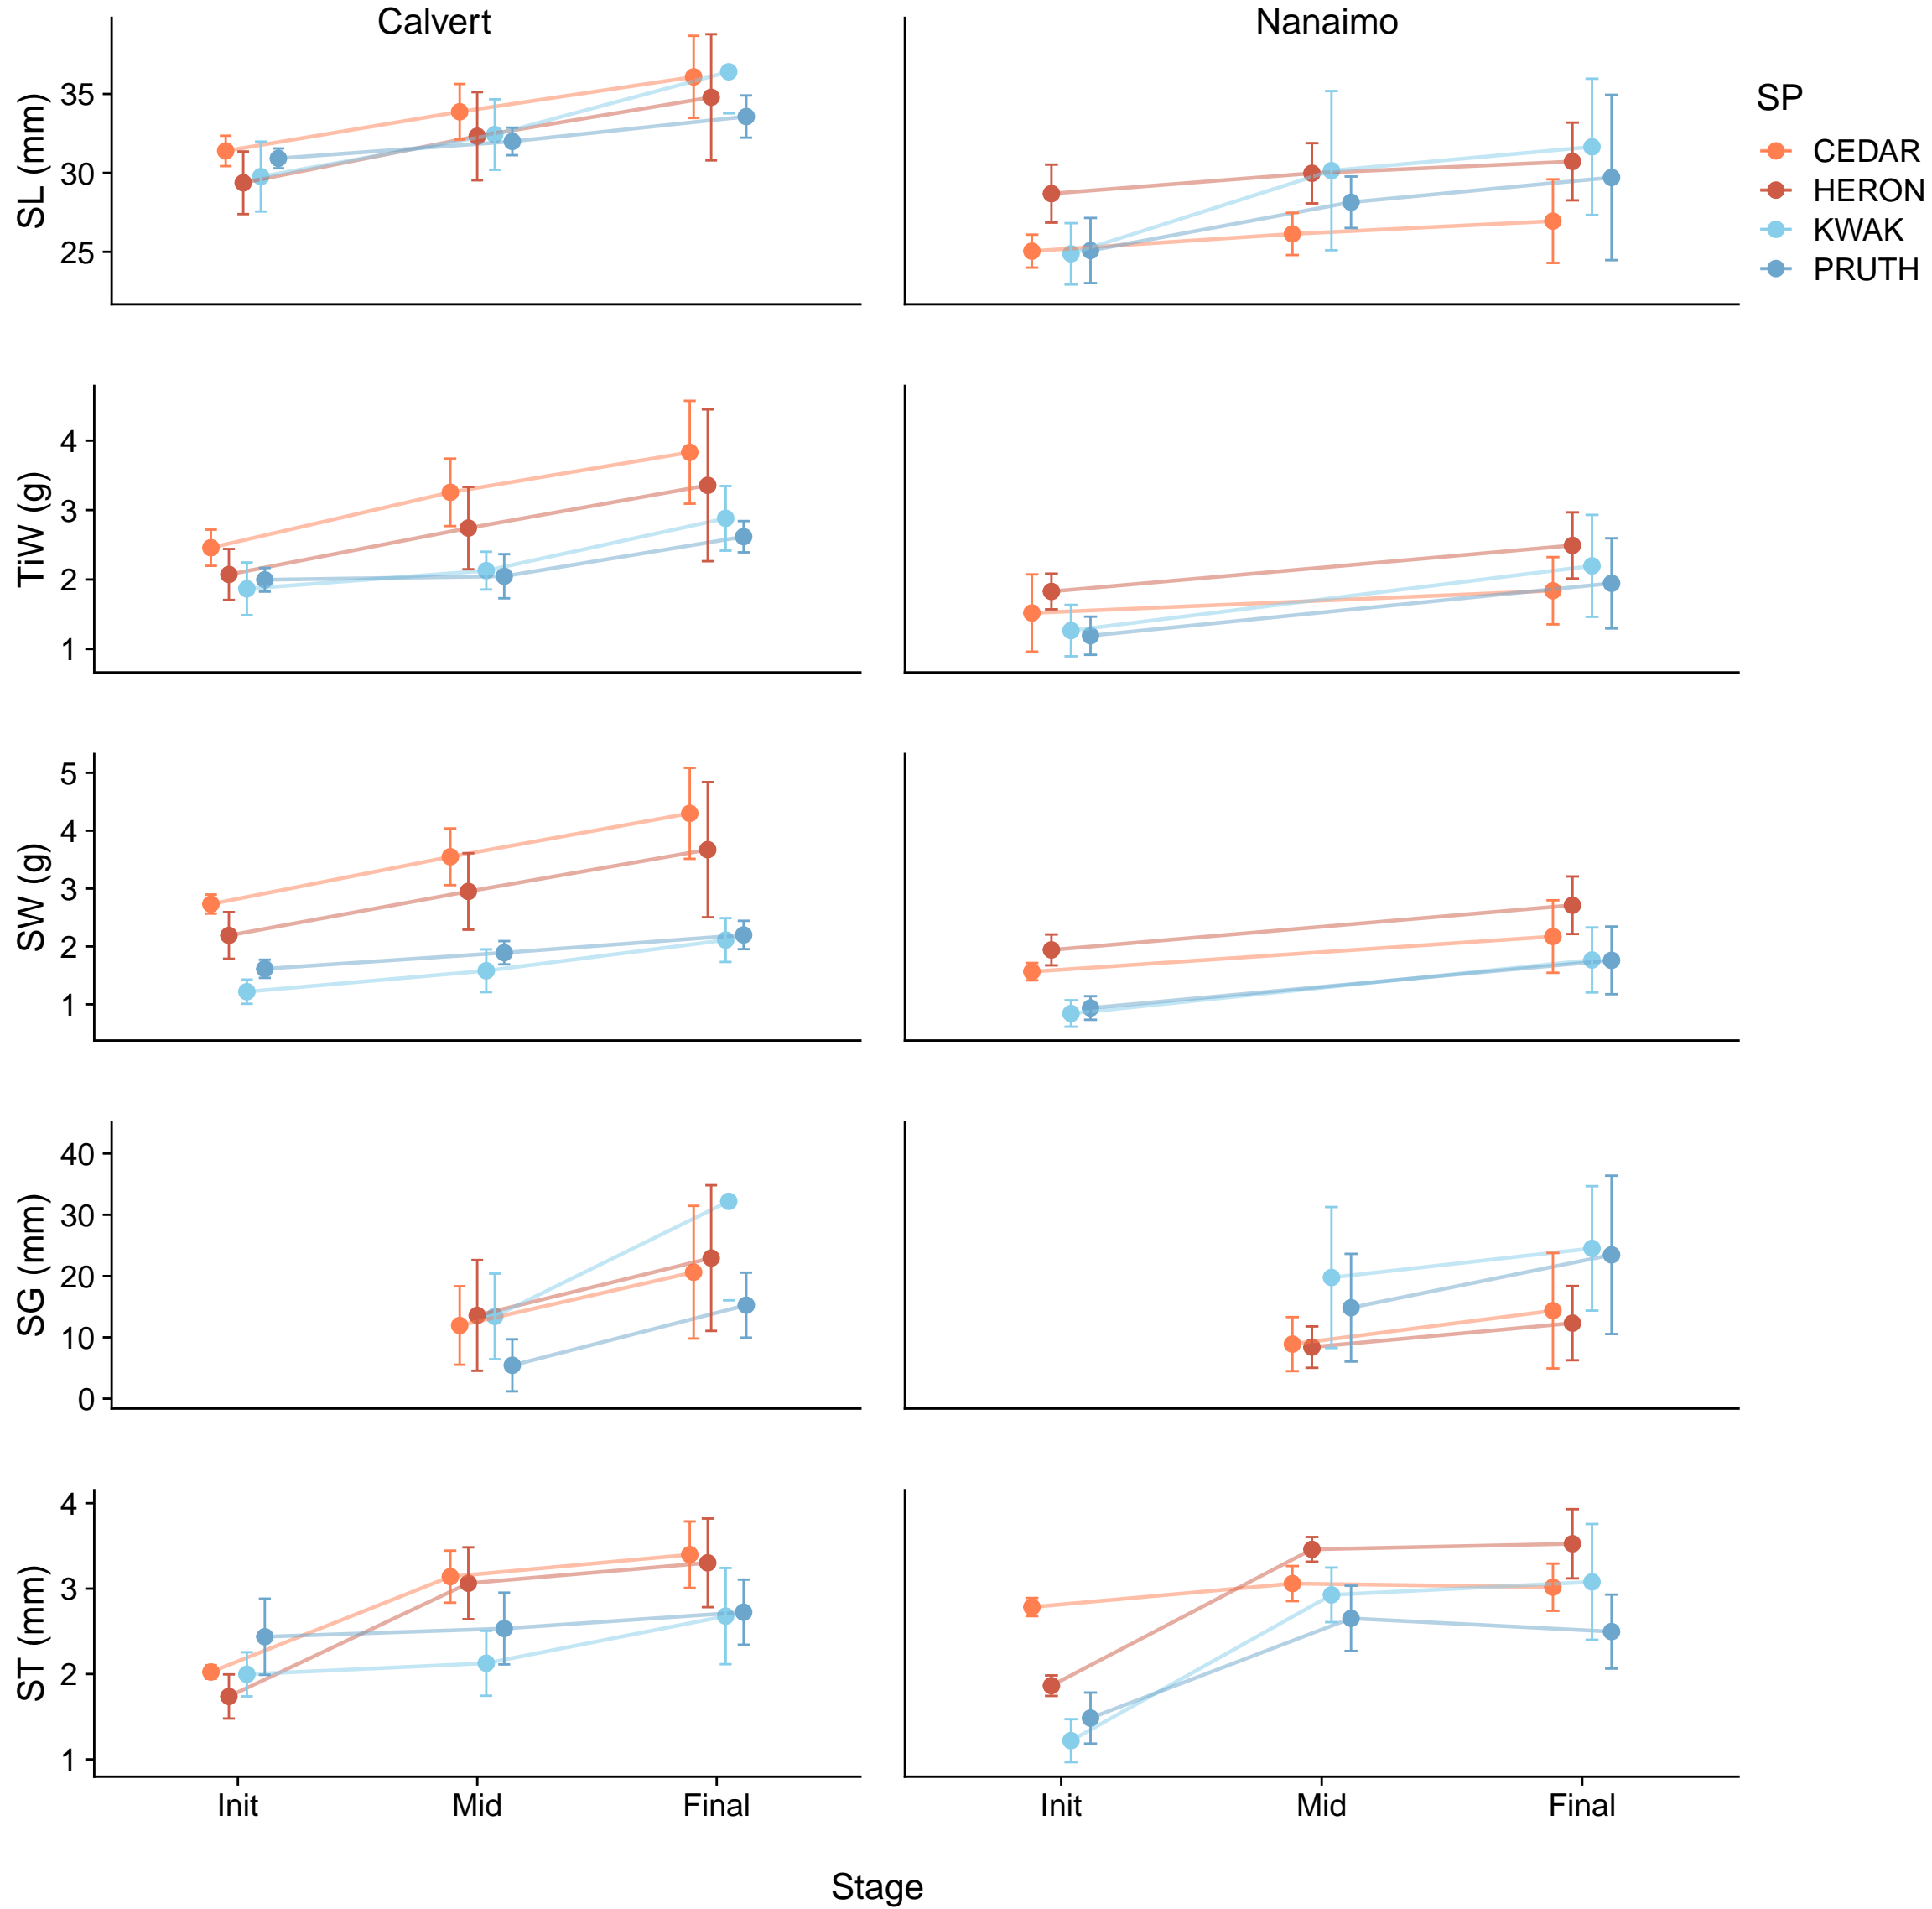 Calvert
Nanaimo
SL (mm)
35
30
25
SP
CEDAR
HERON
KWAK
PRUTH
TiW (g)
4
3
2
1
SW (g)
5
4
3
2
1
SG (mm)
40
30
20
10
0
ST (mm)
4
3
2
1
Init Mid Final
Init Mid Final
Stage